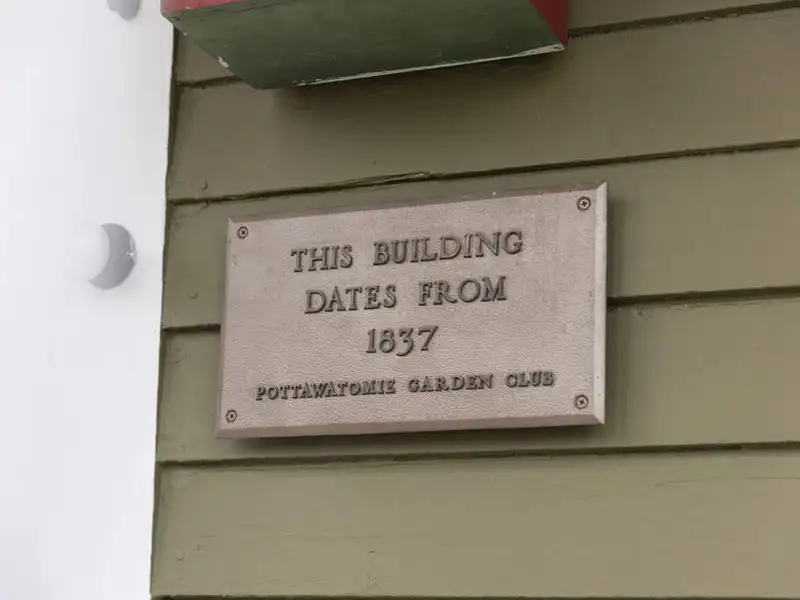 THIS BUILDING
DATES FROM
1837
POTTAWATOMIE GARDEN CLUB